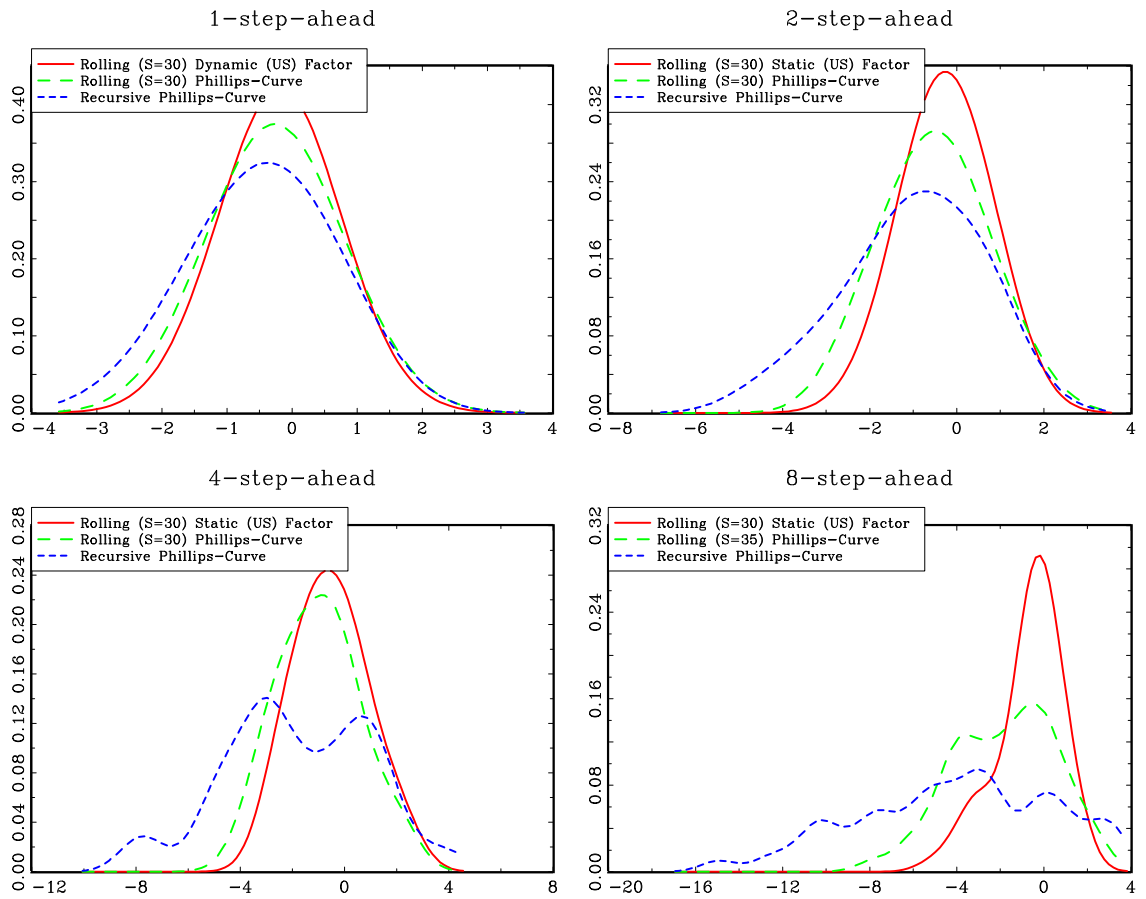 1-step-ahead
Rolling (S=30) Dynamic (US) Factor
Rolling (S=30) Phillips-Curve
Recursive Phillips-Curve
0.40
0.30
0.20
0.10
0.00
-4 -3 -2 -1 0 1 2 3 4
2-step-ahead
Rolling (S=30) Static (US) Factor
Rolling (S=30) Phillips-Curve
Recursive Phillips-Curve
0.32
0.24
0.16
0.08
0.00
-8 -6 -4 -2 0 2 4
4-step-ahead
Rolling (S=30) Static (US) Factor
Rolling (S=30) Phillips-Curve
Recursive Phillips-Curve
0.28
0.24
0.20
0.16
0.12
0.08
0.04
0.00
-12 -8 -4 0 4 8
8-step-ahead
Rolling (S=30) Static (US) Factor
Rolling (S=35) Phillips-Curve
Recursive Phillips-Curve
0.32
0.24
0.16
0.08
0.00
-20 -16 -12 -8 -4 0 4